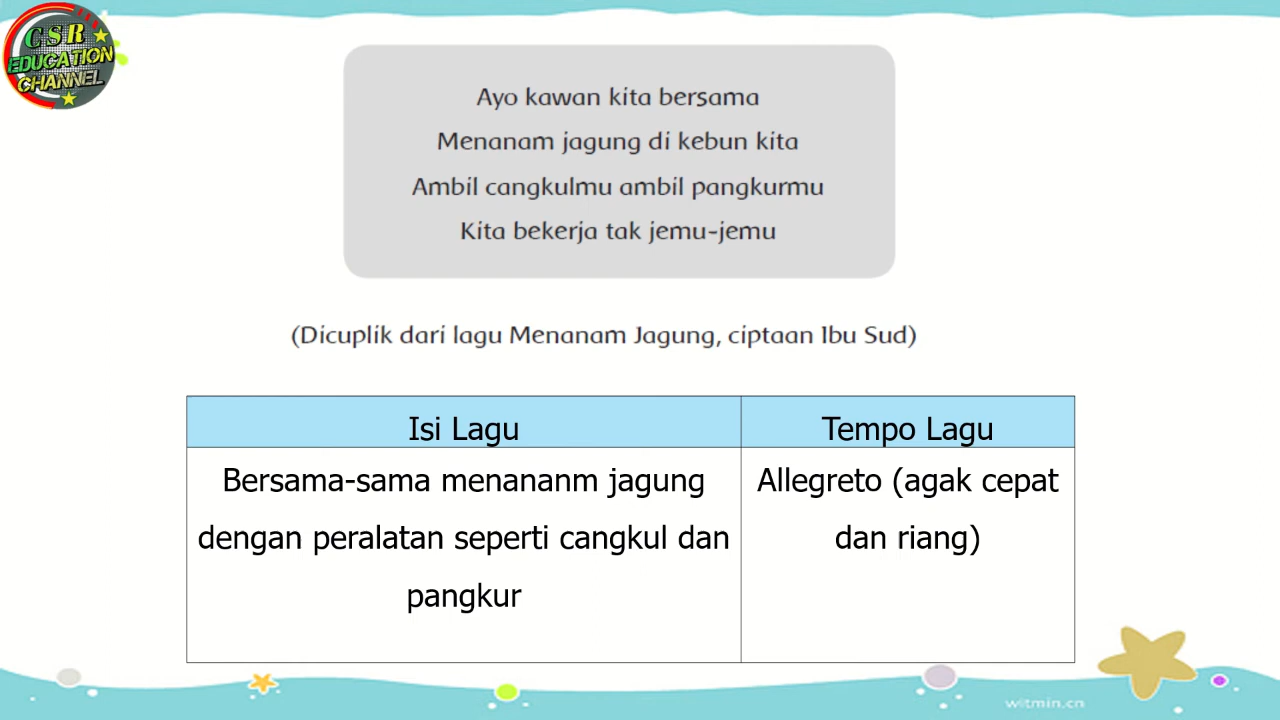 CSR
EDUCATION
CHANNEL
Ayo kawan kita bersama
Menanam jagung di kebun kita
Ambil cangkulmu ambil pangkurmu
Kita bekerja tak jemu-jemu
(Dicuplik dari lagu Menanam Jagung, ciptaan Ibu Sud)
Isi Lagu
Tempo Lagu
Bersama-sama menananm jagung
dengan peralatan seperti cangkul dan
pangkur
Allegreto (agak cepat
dan riang)
witmin.cn